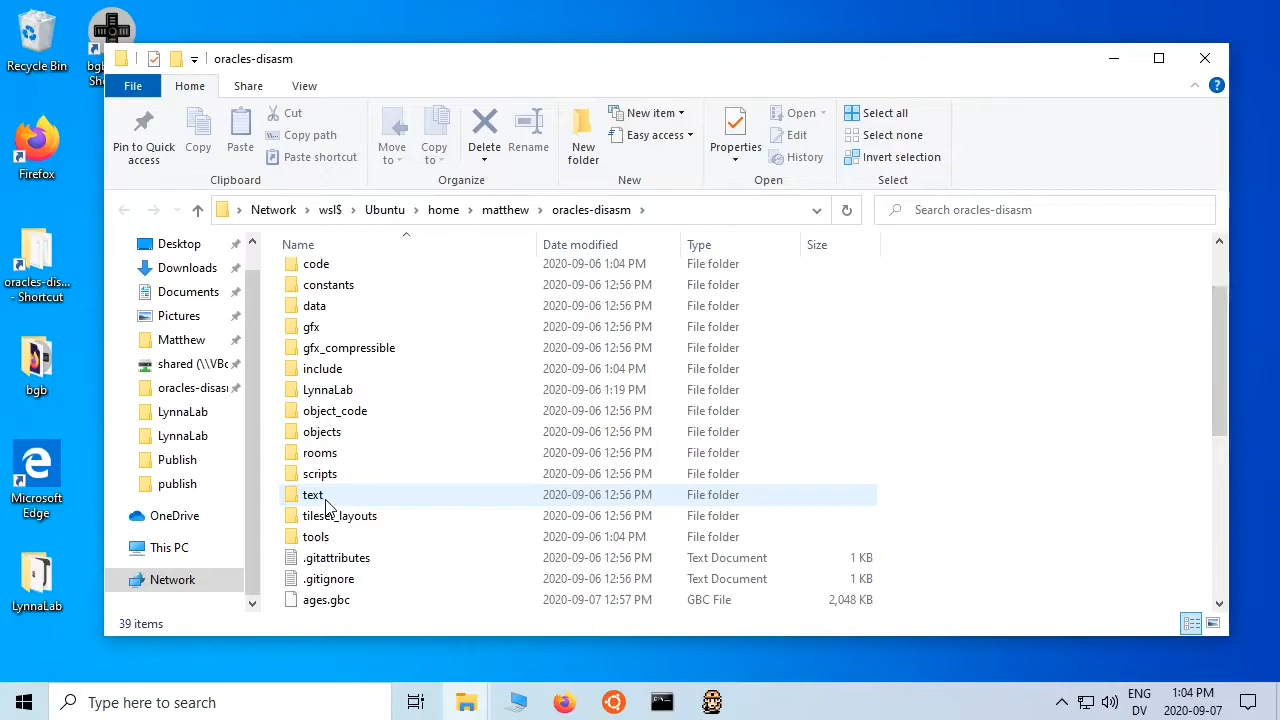 Recycle Bin
bgb
Sh
Firefox
oracles-dis...
- Shortcut
bgb
Microsoft
Edge
LynnaLab
oracles-disasm
File
Home
Share
View
Pin to Quick
access
Copy
Paste
Cut
Copy path
Paste shortcut
Clipboard
Move
to
Copy
to
Delete
Rename
Organize
New
folder
New item
Easy access
New
Properties
Open
Edit
History
Open
Select all
Select none
Invert selection
Select
Network > wsl$ > Ubuntu > home > matthew > oracles-disasm >
Search oracles-disasm
Desktop
Downloads
Documents
Pictures
Matthew
shared (\\VBo
oracles-disasm
LynnaLab
LynnaLab
Publish
publish
OneDrive
This PC
Network
Name Date modified Type Size
code 2020-09-06 1:04 PM File folder
constants 2020-09-06 12:56 PM File folder
data 2020-09-06 12:56 PM File folder
gfx 2020-09-06 12:56 PM File folder
gfx_compressible 2020-09-06 12:56 PM File folder
include 2020-09-06 1:04 PM File folder
LynnaLab 2020-09-06 1:19 PM File folder
object_code 2020-09-06 12:56 PM File folder
objects 2020-09-06 12:56 PM File folder
rooms 2020-09-06 12:56 PM File folder
scripts 2020-09-06 12:56 PM File folder
text 2020-09-06 12:56 PM File folder
tileset_layouts 2020-09-06 12:56 PM File folder
tools 2020-09-06 1:04 PM File folder
.gitattributes 2020-09-06 12:56 PM Text Document 1 KB
.gitignore 2020-09-06 12:56 PM Text Document 1 KB
ages.gbc 2020-09-07 12:57 PM GBC File 2,048 KB
39 items
Type here to search
ENG
DV
1:04 PM
2020-09-07